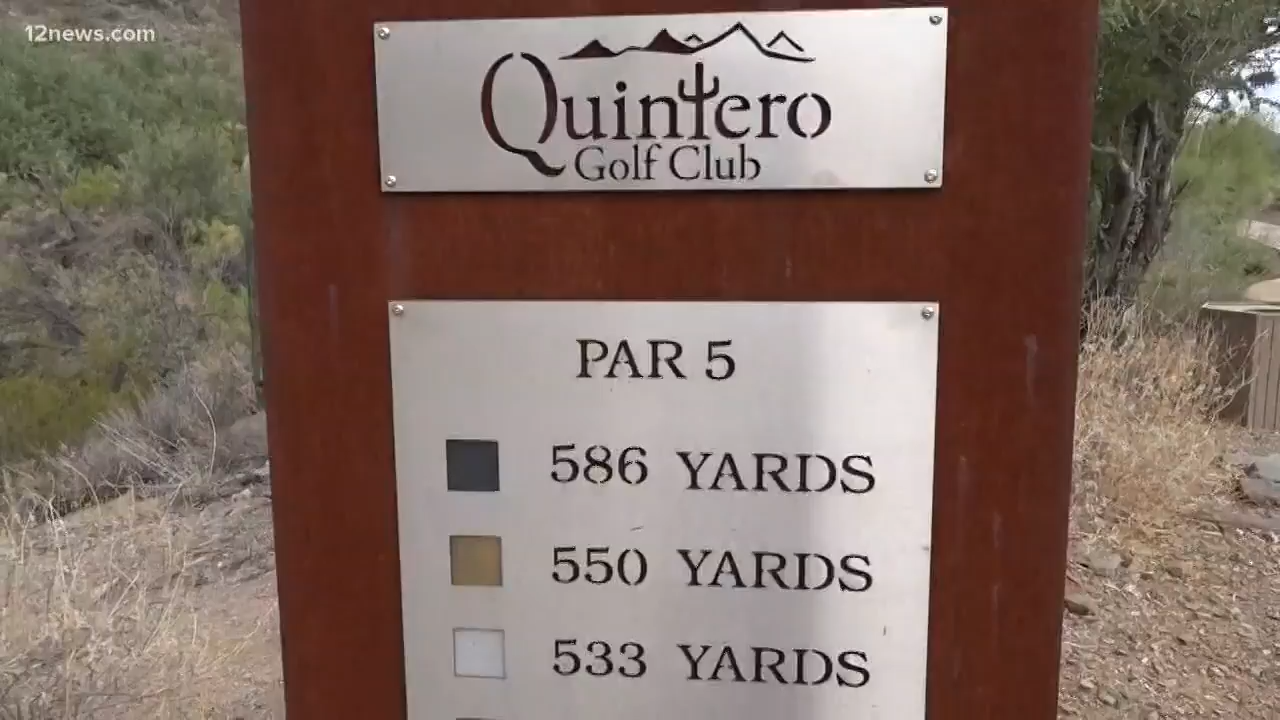 12news.com
Quintero
Golf Club
PAR 5
586 YARDS
550 YARDS
533 YARDS